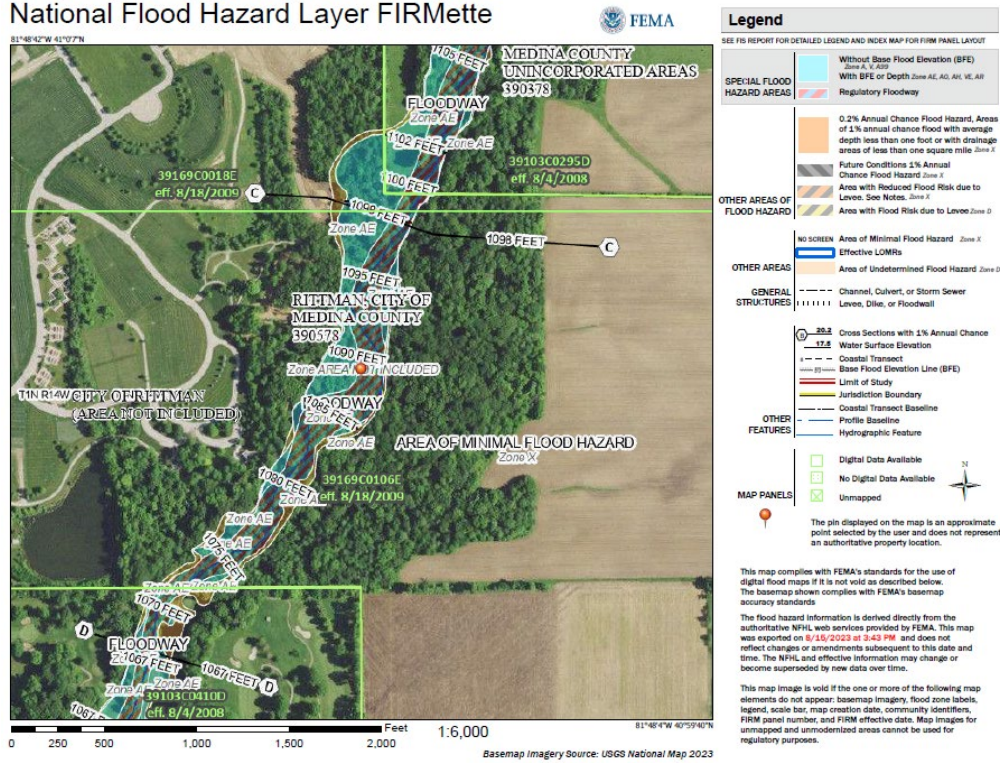 National Flood Hazard Layer FIRMette
FEMA
81°48'42"W 41°0'7"N
1105 FEET
MEDINA COUNTY
UNINCORPORATED AREAS
390378
FLOODWAY
Zone AE
1102 FEET
Zone AE
39103C0295D
eff. 8/4/2008
39169C0018E
eff. 8/18/2009
1100 FEET
C
1098 FEET
Zone AE
1098 FEET
C
1095 FEET
RITTMAN, CITY OF
MEDINA COUNTY
390578
1090 FEET
Zone AREA NOT INCLUDED
T1N R14W
CITY OF RITTMAN
(AREA NOT INCLUDED)
FLOODWAY
1085 FEET
Zone AE
AREA OF MINIMAL FLOOD HAZARD
Zone X
1080 FEET
39169C0106E
eff. 8/18/2009
Zone AE
Zone AE
1075 FEET
Zone AE
Zone AE
1070 FEET
D
FLOODWAY
1067 FEET
1067 FEET
D
Zone AE
Zone AE
39103C0410D
eff. 8/4/2008
1067
0 250 500 1,000 1,500 2,000
Feet
1:6,000
81°48'4"W 40°59'40"N
Basemap Imagery Source: USGS National Map 2023
Legend
SEE FIS REPORT FOR DETAILED LEGEND AND INDEX MAP FOR FIRM PANEL LAYOUT
SPECIAL FLOOD
HAZARD AREAS
Without Base Flood Elevation (BFE)
Zone A, V, A99
With BFE or Depth Zone AE, AO, AH, VE, AR
Regulatory Floodway
0.2% Annual Chance Flood Hazard, Areas
of 1% annual chance flood with average
depth less than one foot or with drainage
areas of less than one square mile Zone X
Future Conditions 1% Annual
Chance Flood Hazard Zone X
Area with Reduced Flood Risk due to
Levee. See Notes. Zone X
Area with Flood Risk due to Levee Zone D
OTHER AREAS OF
FLOOD HAZARD
NO SCREEN Area of Minimal Flood Hazard Zone X
Effective LOMRs
Area of Undetermined Flood Hazard Zone D
OTHER AREAS
GENERAL
STRUCTURES
Channel, Culvert, or Storm Sewer
Levee, Dike, or Floodwall
B 20.2 Cross Sections with 1% Annual Chance
17.5 Water Surface Elevation
8 Coastal Transect
Base Flood Elevation Line (BFE)
Limit of Study
Jurisdiction Boundary
Coastal Transect Baseline
Profile Baseline
Hydrographic Feature
OTHER
FEATURES
Digital Data Available
No Digital Data Available
Unmapped
MAP PANELS
N
The pin displayed on the map is an approximate
point selected by the user and does not represent
an authoritative property location.
This map complies with FEMA's standards for the use of
digital flood maps if it is not void as described below.
The basemap shown complies with FEMA's basemap
accuracy standards
The flood hazard information is derived directly from the
authoritative NFHL web services provided by FEMA. This map
was exported on 8/15/2023 at 3:43 PM and does not
reflect changes or amendments subsequent to this date and
time. The NFHL and effective information may change or
become superseded by new data over time.
This map image is void if the one or more of the following map
elements do not appear: basemap imagery, flood zone labels,
legend, scale bar, map creation date, community identifiers,
FIRM panel number, and FIRM effective date. Map images for
unmapped and unmodernized areas cannot be used for
regulatory purposes.